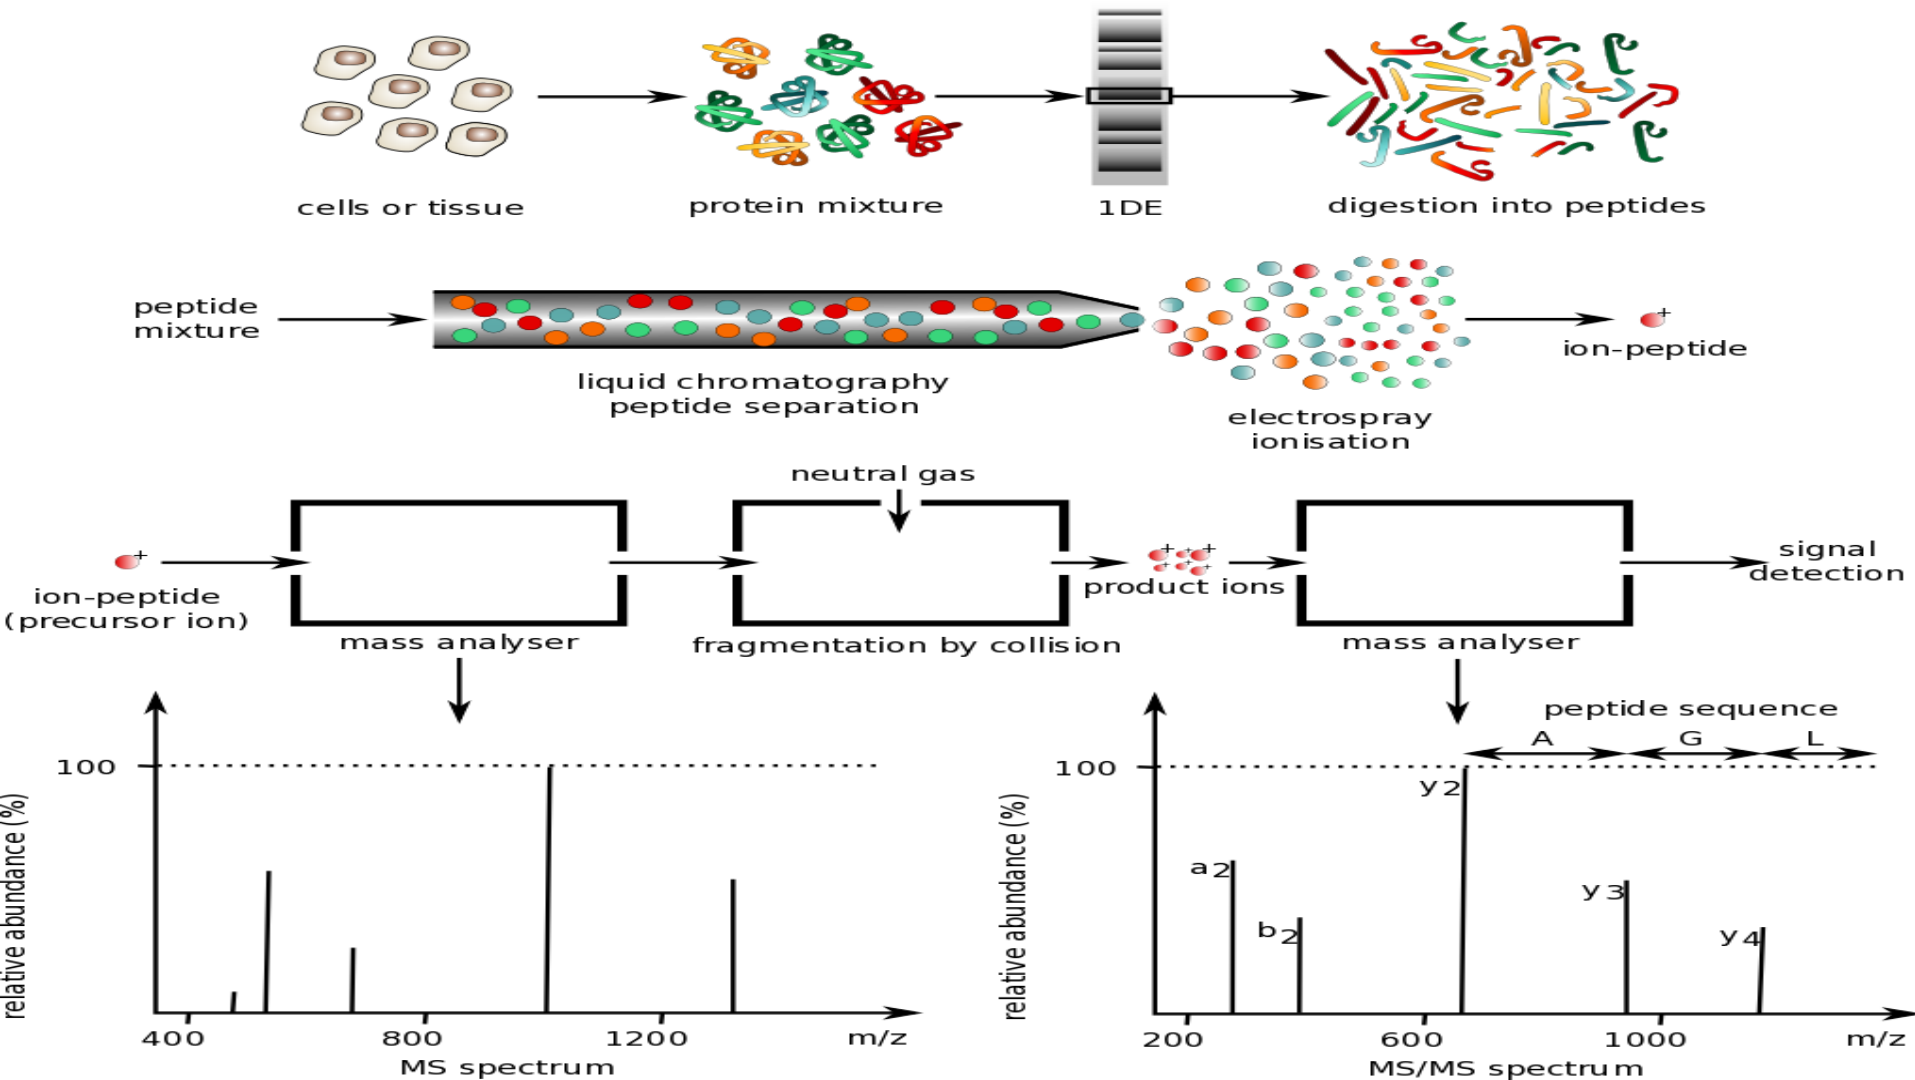 cells or tissue
protein mixture
1DE
digestion into peptides
peptide
mixture
liquid chromatography
peptide separation
electrospray
ionisation
+
ion-peptide
neutral gas
+
ion-peptide
(precursor ion)
mass analyser
fragmentation by collision
+ + +
+ + +
product ions
mass analyser
signal
detection
100
relative abundance (%)
400 800 1200 m/z
MS spectrum
peptide sequence
A G L
100
relative abundance (%)
y2
a2
y3
b2
y4
200 600 1000 m/z
MS/MS spectrum